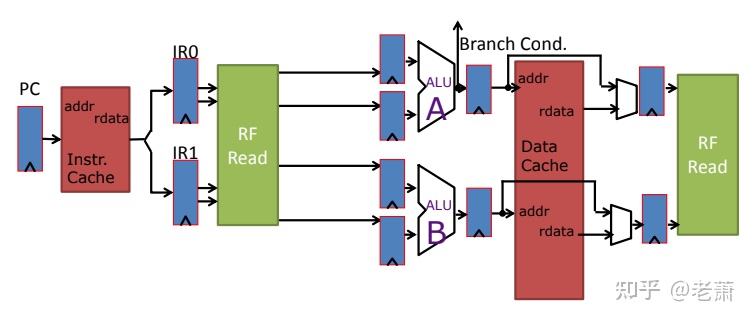 PC
addr
rdata
Instr.
Cache
IR0
IR1
RF
Read
ALU
A
Branch Cond.
ALU
B
addr
rdata
Data
Cache
addr
rdata
RF
Read
知乎 @老萧